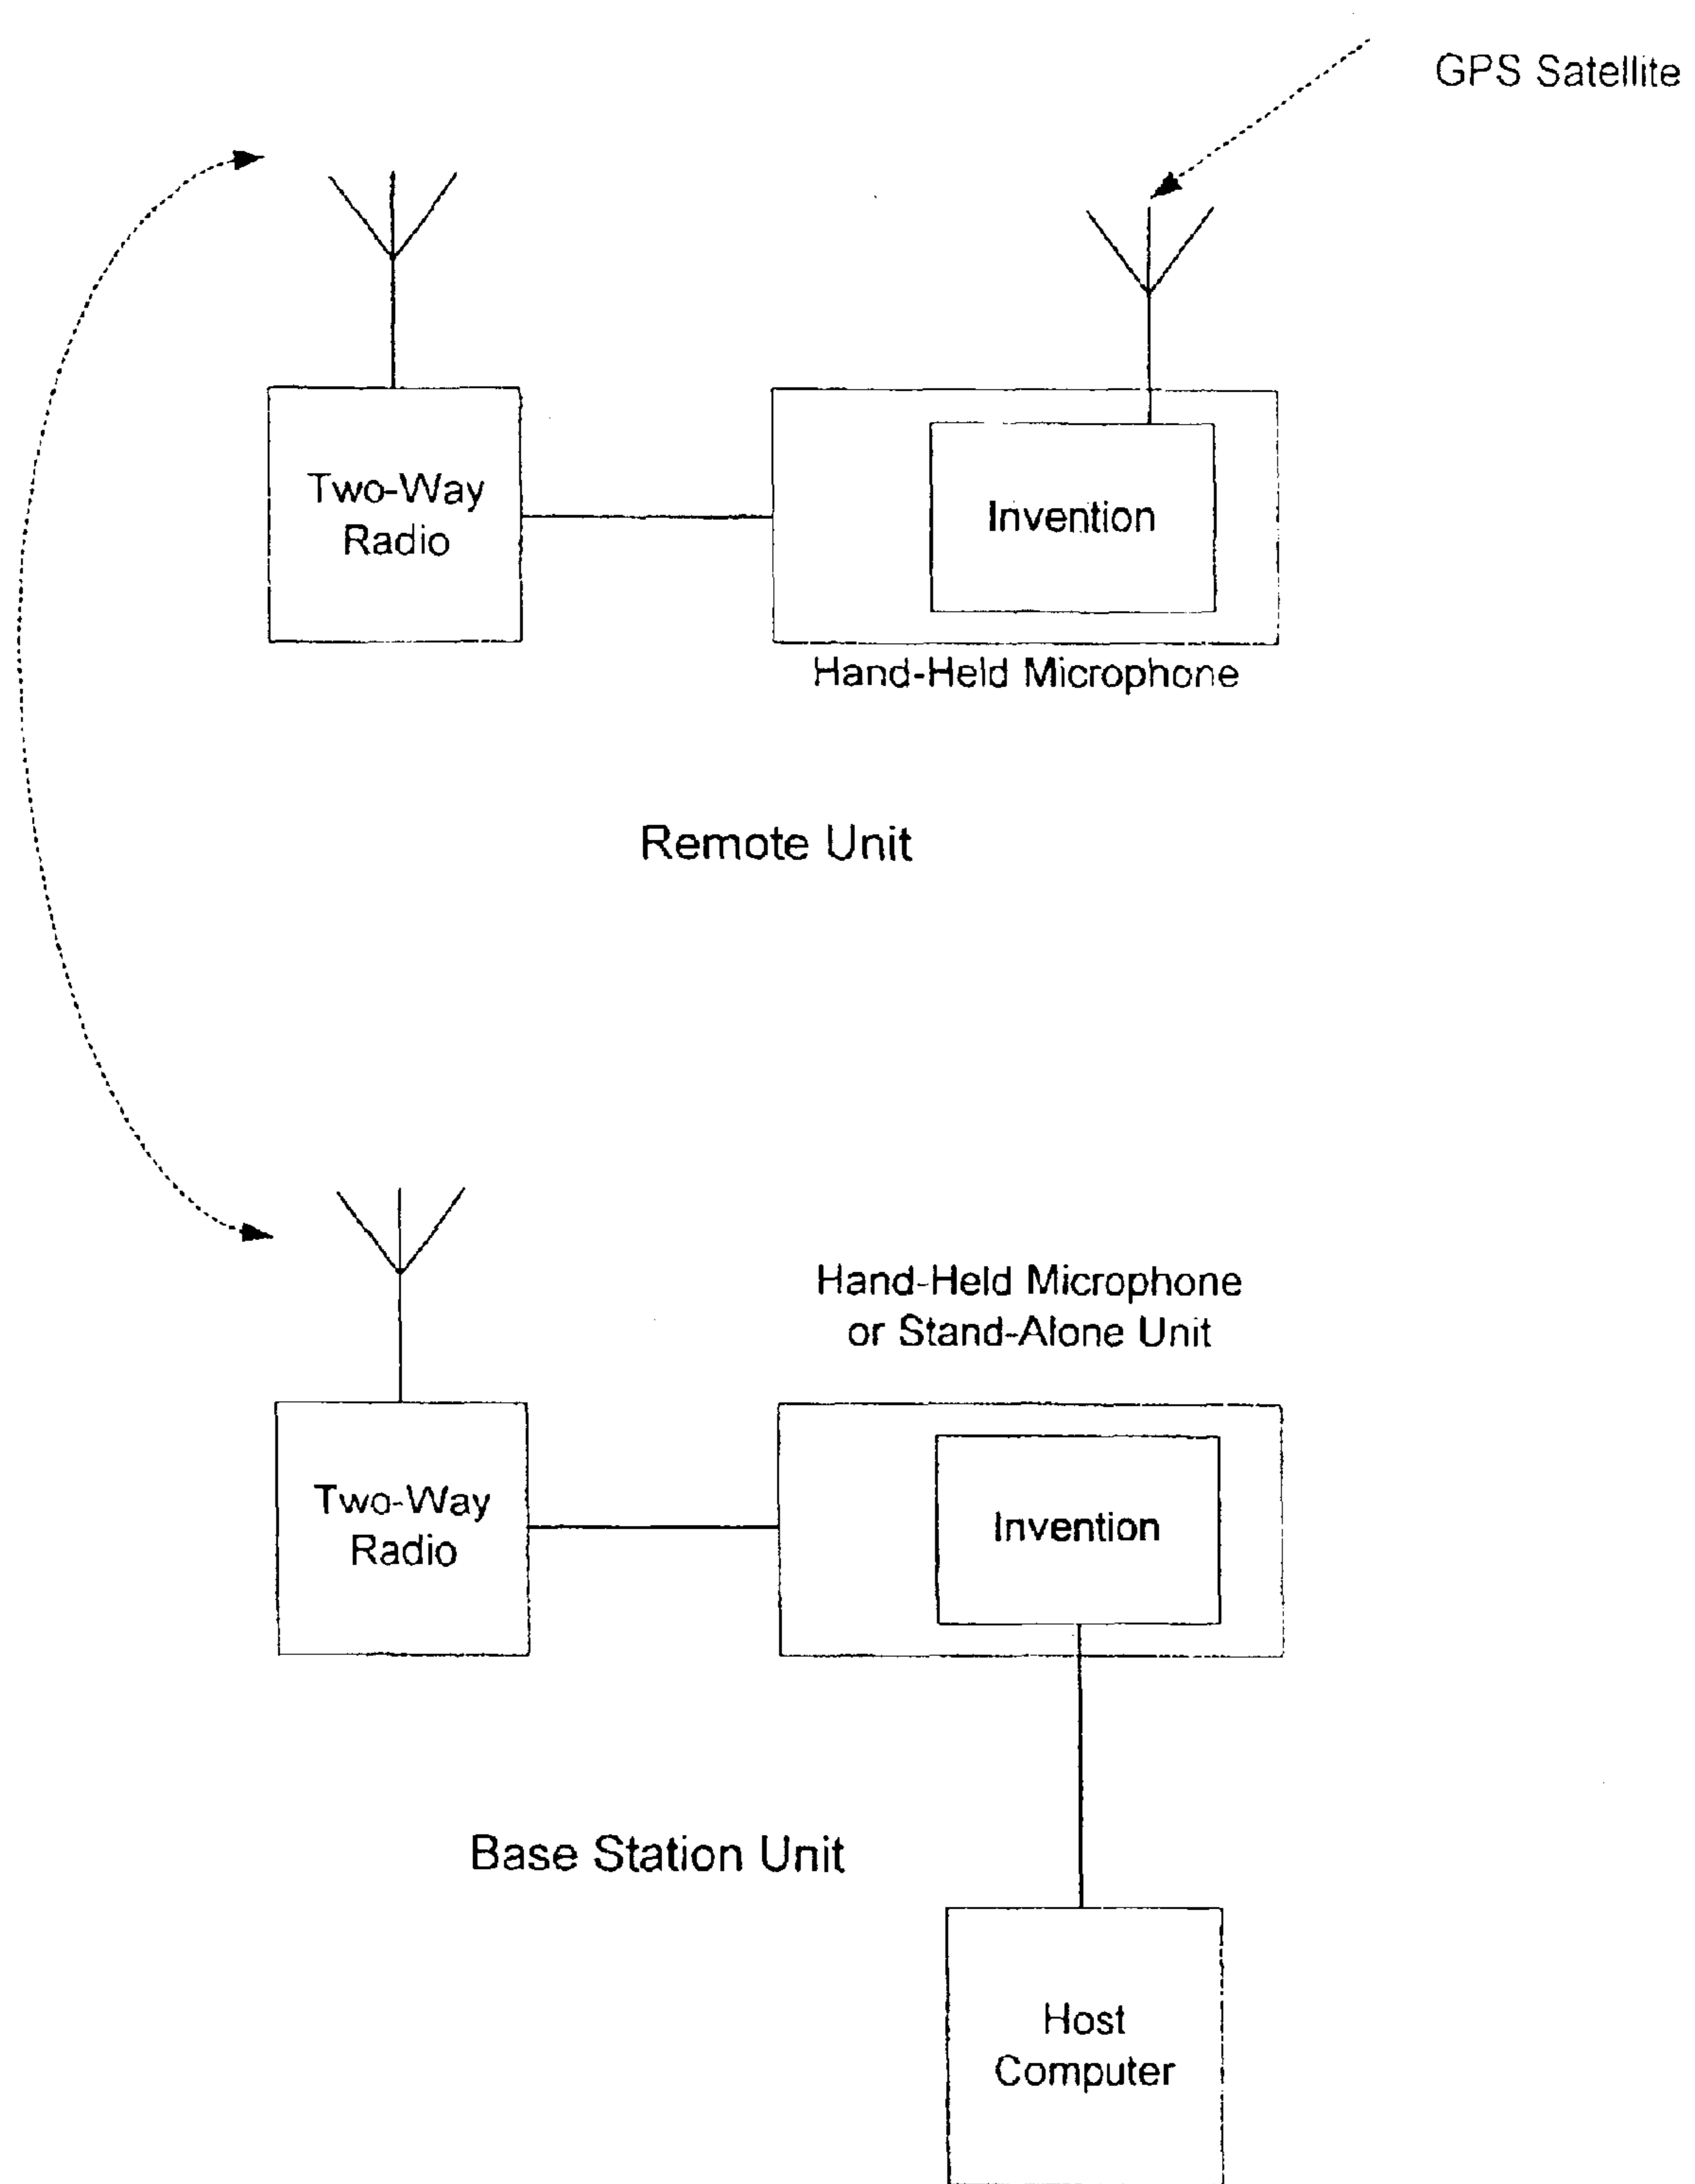 GPS Satellite
Two-Way
Radio
Invention
Hand-Held Microphone
Remote Unit
Hand-Held Microphone
or Stand-Alone Unit
Two-Way
Radio
Invention
Base Station Unit
Host
Computer